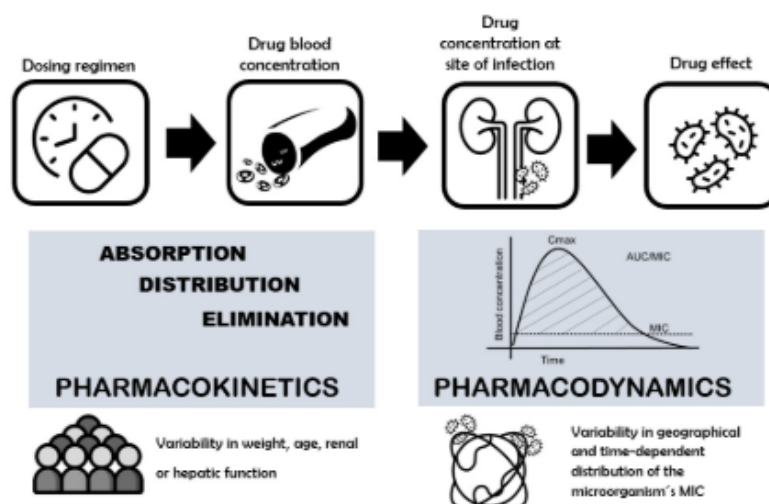 Dosing regimen
Drug blood
concentration
Drug
concentration at
site of infection
Drug effect
ABSORPTION
DISTRIBUTION
ELIMINATION
PHARMACOKINETICS
Cmax
AUC/MIC
Blood concentration
MIC
Time
PHARMACODYNAMICS
Variability in weight, age, renal
or hepatic function
Variability in geographical
and time-dependent
distribution of the
microorganism´s MIC